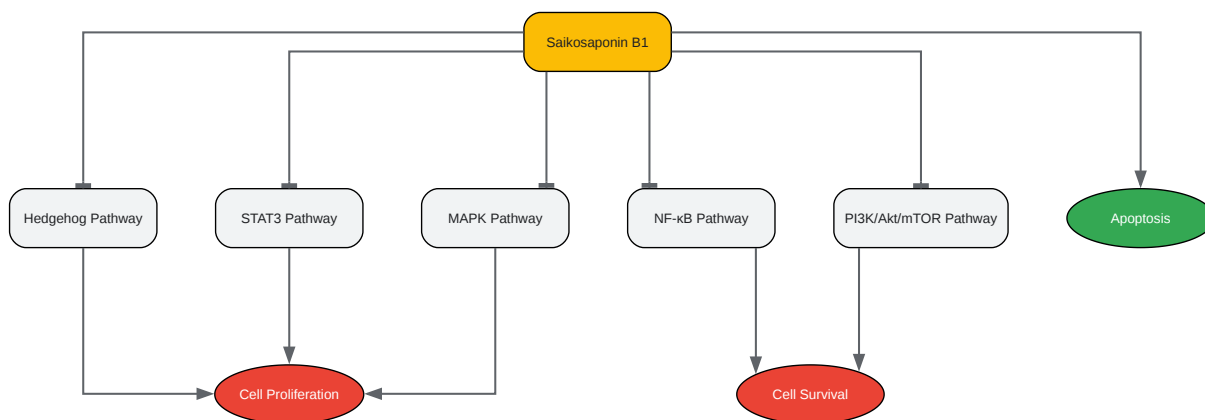 Saikosaponin B1
Hedgehog Pathway
STAT3 Pathway
MAPK Pathway
NF-κB Pathway
PI3K/Akt/mTOR Pathway
Apoptosis
Cell Proliferation
Cell Survival